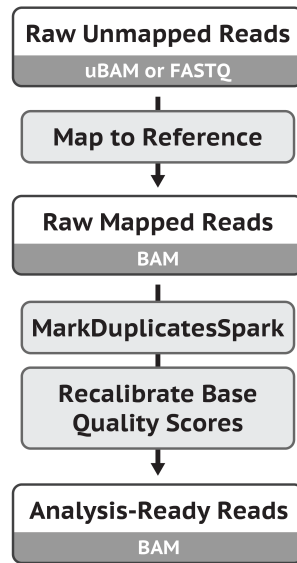 Raw Unmapped Reads
uBAM or FASTQ
Map to Reference
Raw Mapped Reads
BAM
MarkDuplicatesSpark
Recalibrate Base
Quality Scores
Analysis-Ready Reads
BAM